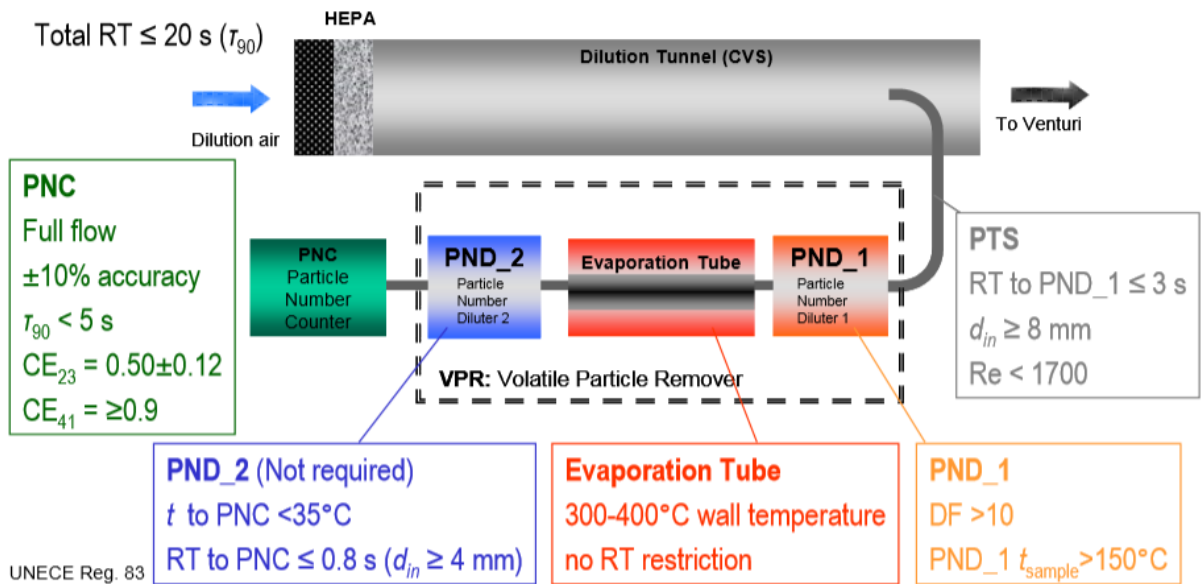 HEPA
Total RT ≤ 20 s (τ₉₀)
Dilution Tunnel (CVS)
Dilution air
To Venturi
PNC
Full flow
±10% accuracy
τ₉₀ < 5 s
CE₂₃ = 0.50±0.12
CE₄₁ = ≥0.9
PNC
Particle
Number
Counter
PND_2
Particle
Number
Diluter 2
Evaporation Tube
PND_1
Particle
Number
Diluter 1
VPR: Volatile Particle Remover
PTS
RT to PND_1 ≤ 3 s
d_in ≥ 8 mm
Re < 1700
PND_2 (Not required)
t to PNC <35°C
RT to PNC ≤ 0.8 s (d_in ≥ 4 mm)
Evaporation Tube
300-400°C wall temperature
no RT restriction
PND_1
DF >10
PND_1 t_sample>150°C
UNECE Reg. 83